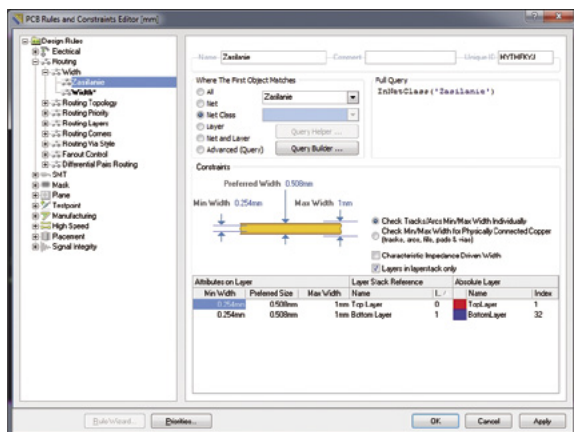 PCB Rules and Constraints Editor [mm]
Design Rules
Electrical
Routing
Width
Zasilanie
Width*
Routing Topology
Routing Priority
Routing Layers
Routing Corners
Routing Via Style
Fanout Control
Differential Pairs Routing
SMT
Mask
Plane
Testpoint
Manufacturing
High Speed
Placement
Signal Integrity
Name Zasilanie Comment Unique ID MYTMFKYJ
Where The First Object Matches
All
Net
Net Class
Layer
Net and Layer
Advanced (Query)
Zasilanie
Query Helper ...
Query Builder ...
Full Query
InNetClass('Zasilanie')
Constraints
Preferred Width 0.508mm
Min Width 0.254mm Max Width 1mm
Check Tracks/Arcs Min/Max Width Individually
Check Min/Max Width for Physically Connected Copper
(tracks, arcs, fills, pads & vias)
Characteristic Impedance Driven Width
Layers in layerstack only
Attributes on Layer Layer Stack Reference Absolute Layer
Min Width Preferred Size Max Width Name I.. Name Index
0.254mm 0.508mm 1mm Top Layer 0 TopLayer 1
0.254mm 0.508mm 1mm Bottom Layer 1 BottomLayer 32
Rule Wizard... Priorities... OK Cancel Apply